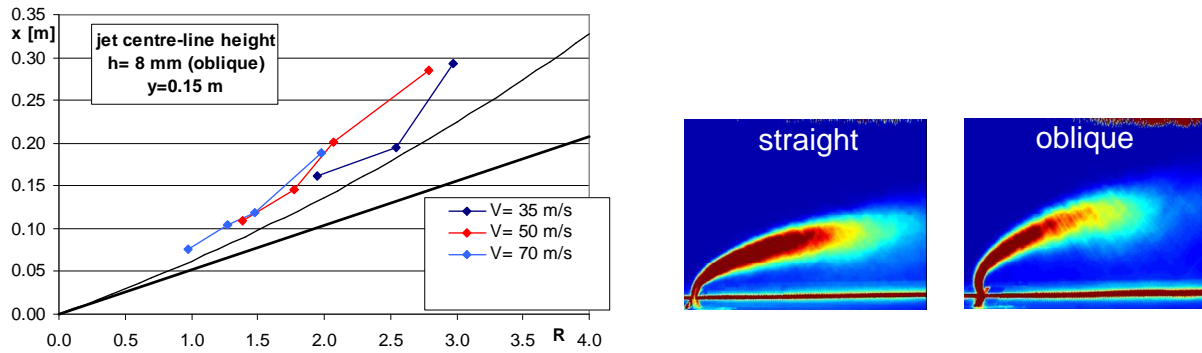 0.35
x [m]
0.30
0.25
0.20
0.15
0.10
0.05
0.00
jet centre-line height
h= 8 mm (oblique)
y=0.15 m
V= 35 m/s
V= 50 m/s
V= 70 m/s
0.0 0.5 1.0 1.5 2.0 2.5 3.0 3.5 4.0
R
straight
oblique